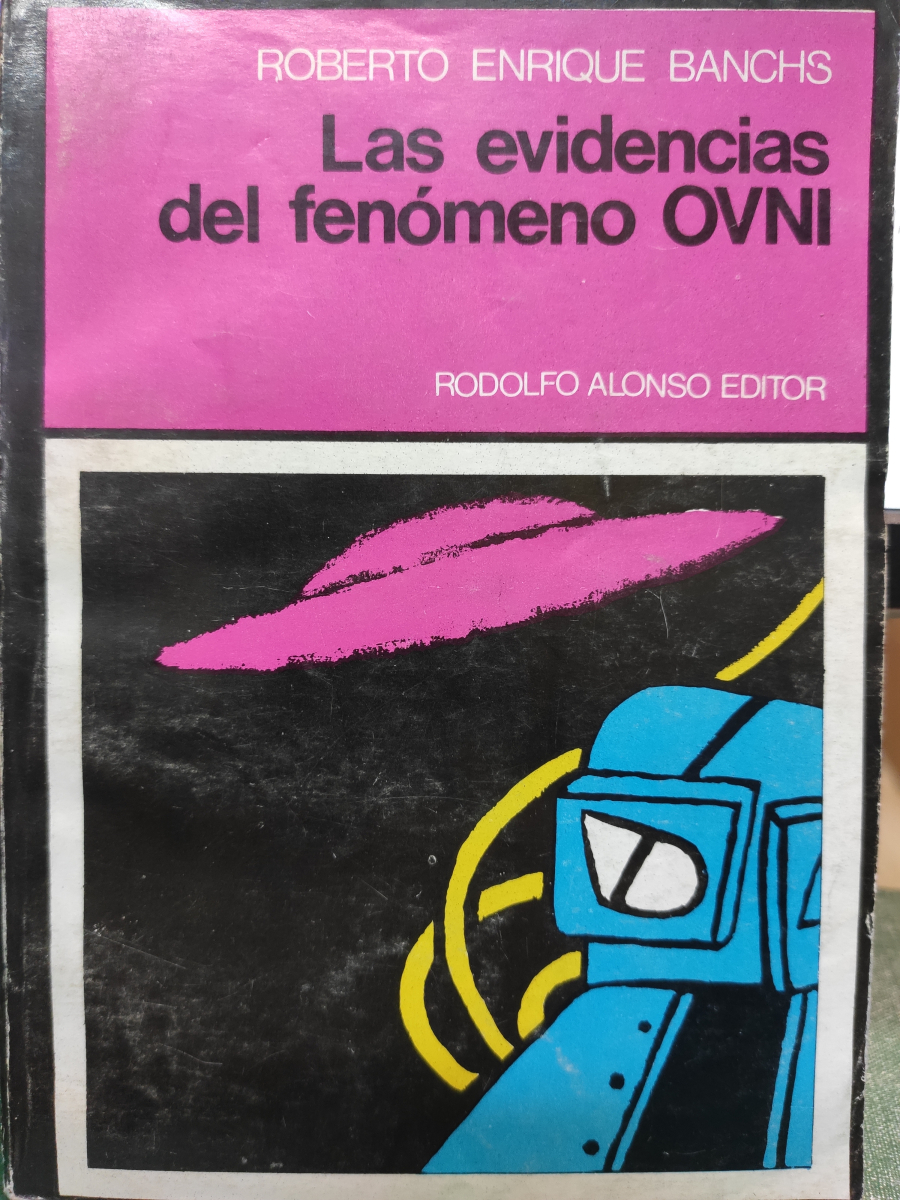 ROBERTO ENRIQUE BANCHS
Las evidencias
del fenómeno OVNI
RODOLFO ALONSO EDITOR